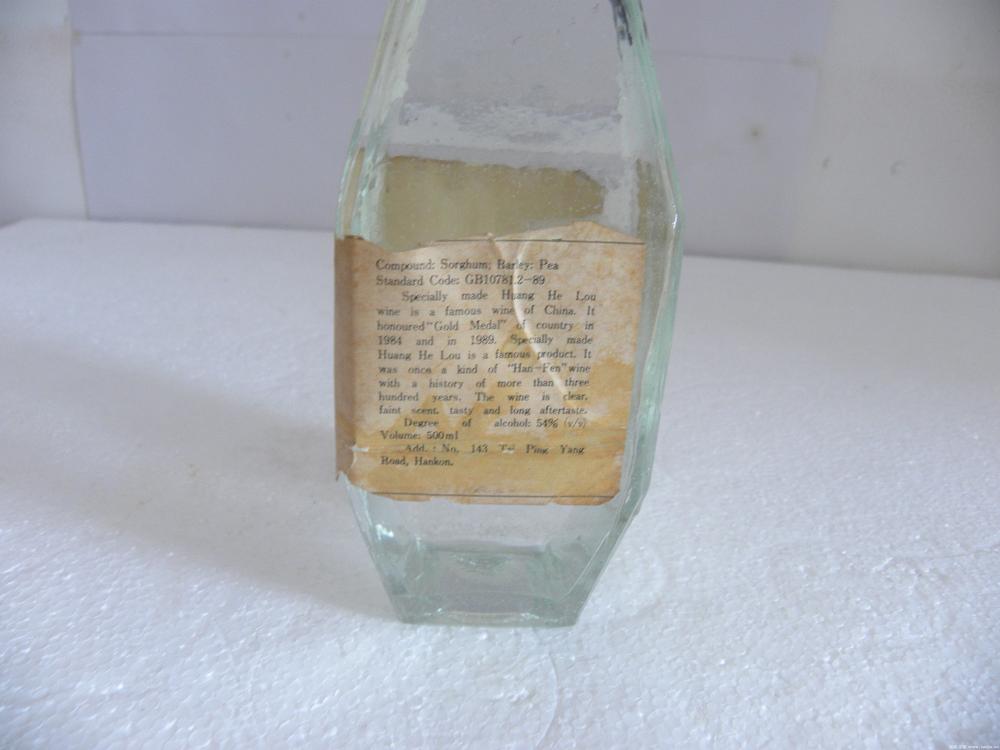 Compound: Sorghum; Barley; Pea
Standard Code: GB10781.2-89
Specially made Huang He Lou
wine is a famous wine of China. It
honoured "Gold Medal" of country in
1984 and in 1989. Specially made
Huang He Lou is a famous product. It
was once a kind of "Han-Fen" wine
with a history of more than three
hundred years. The wine is clear,
faint scent, tasty and long aftertaste.
Degree of alcohol: 54% (v/v)
Volume: 500ml
Add. : No. 143 Tai Ping Yang
Road, Hankon.